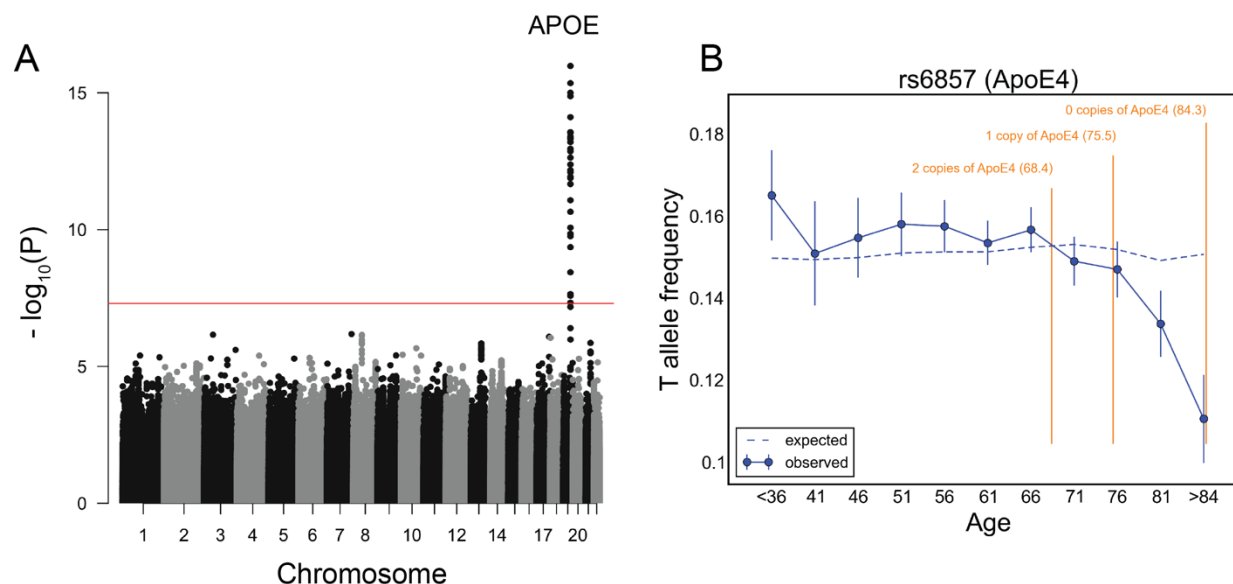 A
APOE
- log10(P)
15
10
5
0
1 2 3 4 5 6 7 8 10 12 14 17 20
Chromosome
B
rs6857 (ApoE4)
0 copies of ApoE4 (84.3)
1 copy of ApoE4 (75.5)
2 copies of ApoE4 (68.4)
T allele frequency
0.18
0.16
0.14
0.12
0.1
expected
observed
<36 41 46 51 56 61 66 71 76 81 >84
Age